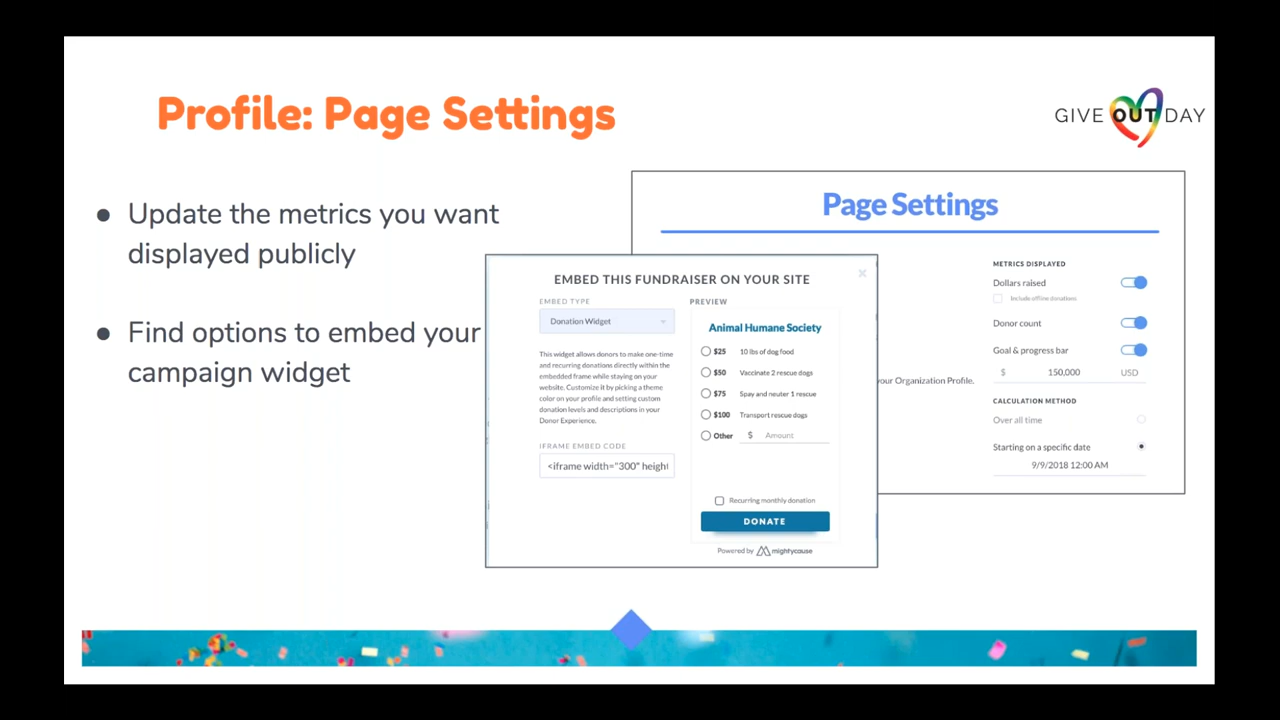 Profile: Page Settings
GIVE OUT DAY
● Update the metrics you want
displayed publicly
● Find options to embed your
campaign widget
Page Settings
METRICS DISPLAYED
Dollars raised
Include offline donations
Donor count
Goal & progress bar
$ 150,000 USD
your Organization Profile.
CALCULATION METHOD
Over all time
Starting on a specific date
9/9/2018 12:00 AM
EMBED THIS FUNDRAISER ON YOUR SITE
EMBED TYPE
Donation Widget
This widget allows donors to make one-time
and recurring donations directly within the
embedded frame while staying on your
website. Customize it by picking a theme
color on your profile and setting custom
donation levels and descriptions in your
Donor Experience.
IFRAME EMBED CODE
<iframe width="300" height
PREVIEW
Animal Humane Society
$25 10 lbs of dog food
$50 Vaccinate 2 rescue dogs
$75 Spay and neuter 1 rescue
$100 Transport rescue dogs
Other $ Amount
Recurring monthly donation
DONATE
Powered by mightycause